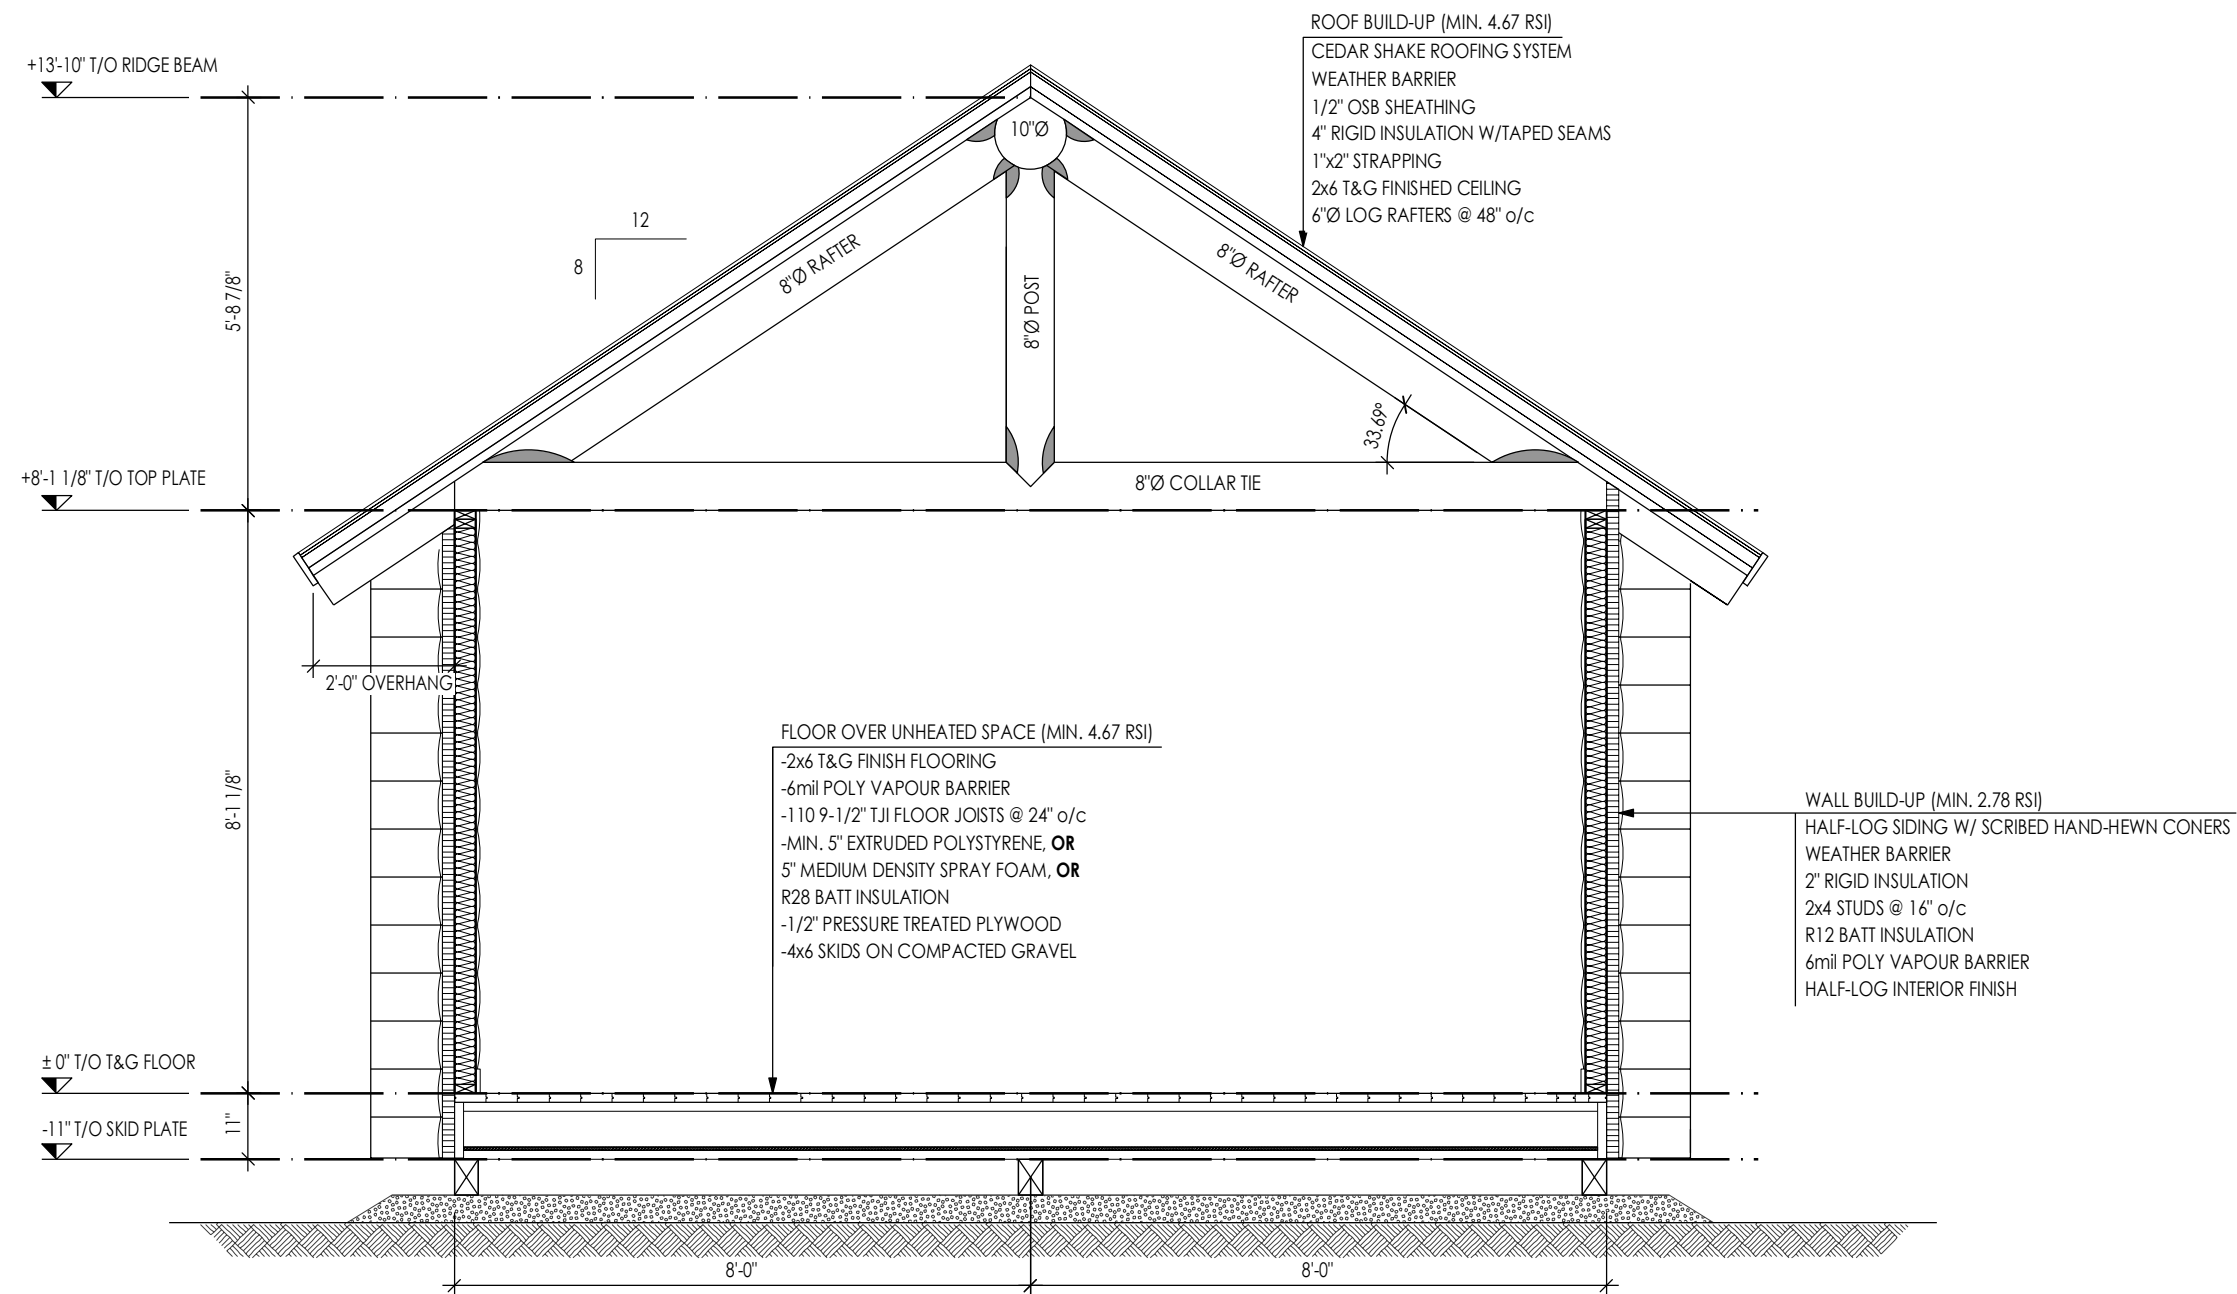 ROOF BUILD-UP (MIN. 4.67 RSI)
CEDAR SHAKE ROOFING SYSTEM
WEATHER BARRIER
1/2" OSB SHEATHING
4" RIGID INSULATION W/TAPED SEAMS
1"x2" STRAPPING
2x6 T&G FINISHED CEILING
6"Ø LOG RAFTERS @ 48" o/c
+13'-10" T/O RIDGE BEAM
10"Ø
12
8
8"Ø RAFTER
8"Ø RAFTER
8"Ø POST
5'-8 7/8"
33.69°
+8'-1 1/8" T/O TOP PLATE
8"Ø COLLAR TIE
2'-0" OVERHANG
FLOOR OVER UNHEATED SPACE (MIN. 4.67 RSI)
-2x6 T&G FINISH FLOORING
-6mil POLY VAPOUR BARRIER
-110 9-1/2" TJI FLOOR JOISTS @ 24" o/c
-MIN. 5" EXTRUDED POLYSTYRENE, OR
5" MEDIUM DENSITY SPRAY FOAM, OR
R28 BATT INSULATION
-1/2" PRESSURE TREATED PLYWOOD
-4x6 SKIDS ON COMPACTED GRAVEL
8'-1 1/8"
WALL BUILD-UP (MIN. 2.78 RSI)
HALF-LOG SIDING W/ SCRIBED HAND-HEWN CONERS
WEATHER BARRIER
2" RIGID INSULATION
2x4 STUDS @ 16" o/c
R12 BATT INSULATION
6mil POLY VAPOUR BARRIER
HALF-LOG INTERIOR FINISH
± 0" T/O T&G FLOOR
11"
-11" T/O SKID PLATE
8'-0"
8'-0"